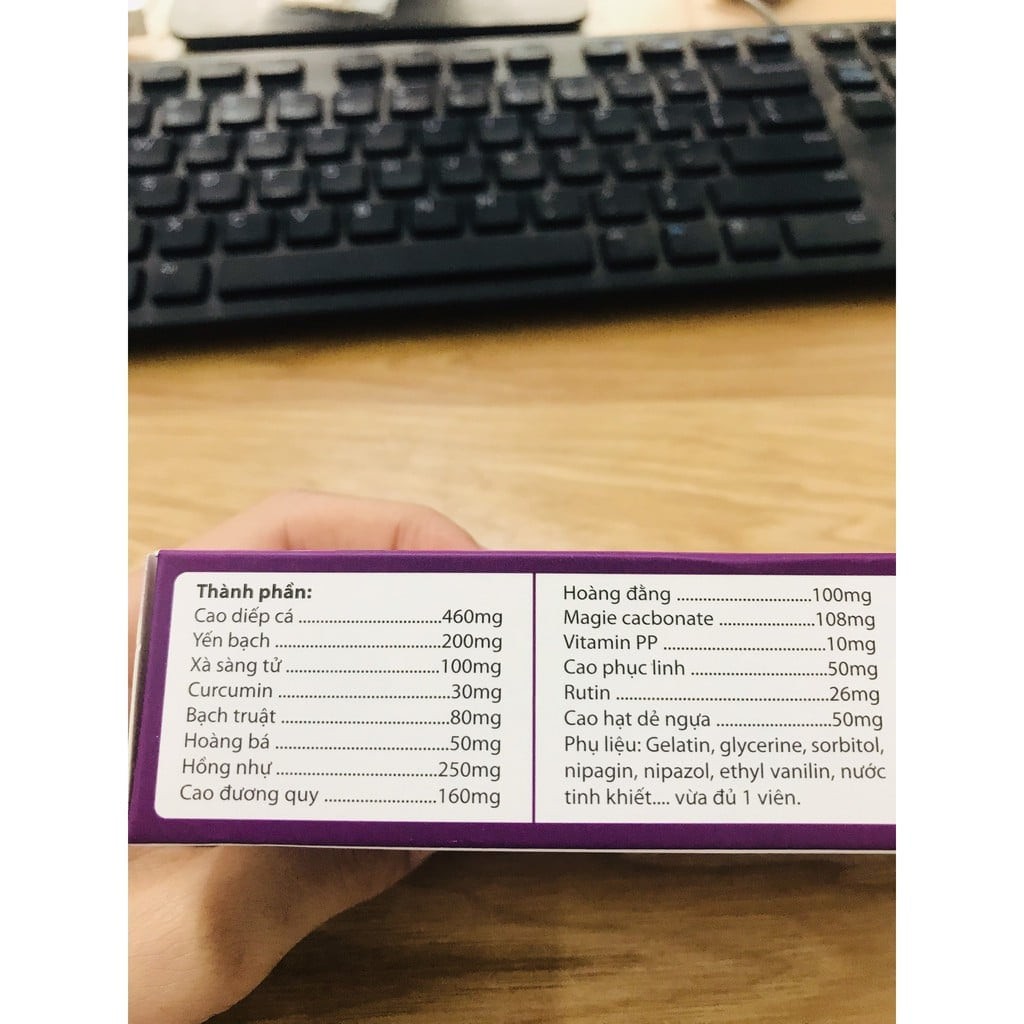 Thành phần:
Cao diếp cá ..............................460mg
Yến bạch ...................................200mg
Xà sàng tử .................................100mg
Curcumin ....................................30mg
Bạch truật ...................................80mg
Hoàng bá .....................................50mg
Hồng nhự ..................................250mg
Cao đương quy ........................160mg
Hoàng đằng .............................100mg
Magie cacbonate ....................108mg
Vitamin PP ..................................10mg
Cao phục linh .............................50mg
Rutin .............................................26mg
Cao hạt dẻ ngựa ........................50mg
Phụ liệu: Gelatin, glycerine, sorbitol,
nipagin, nipazol, ethyl vanilin, nước
tinh khiết.... vừa đủ 1 viên.